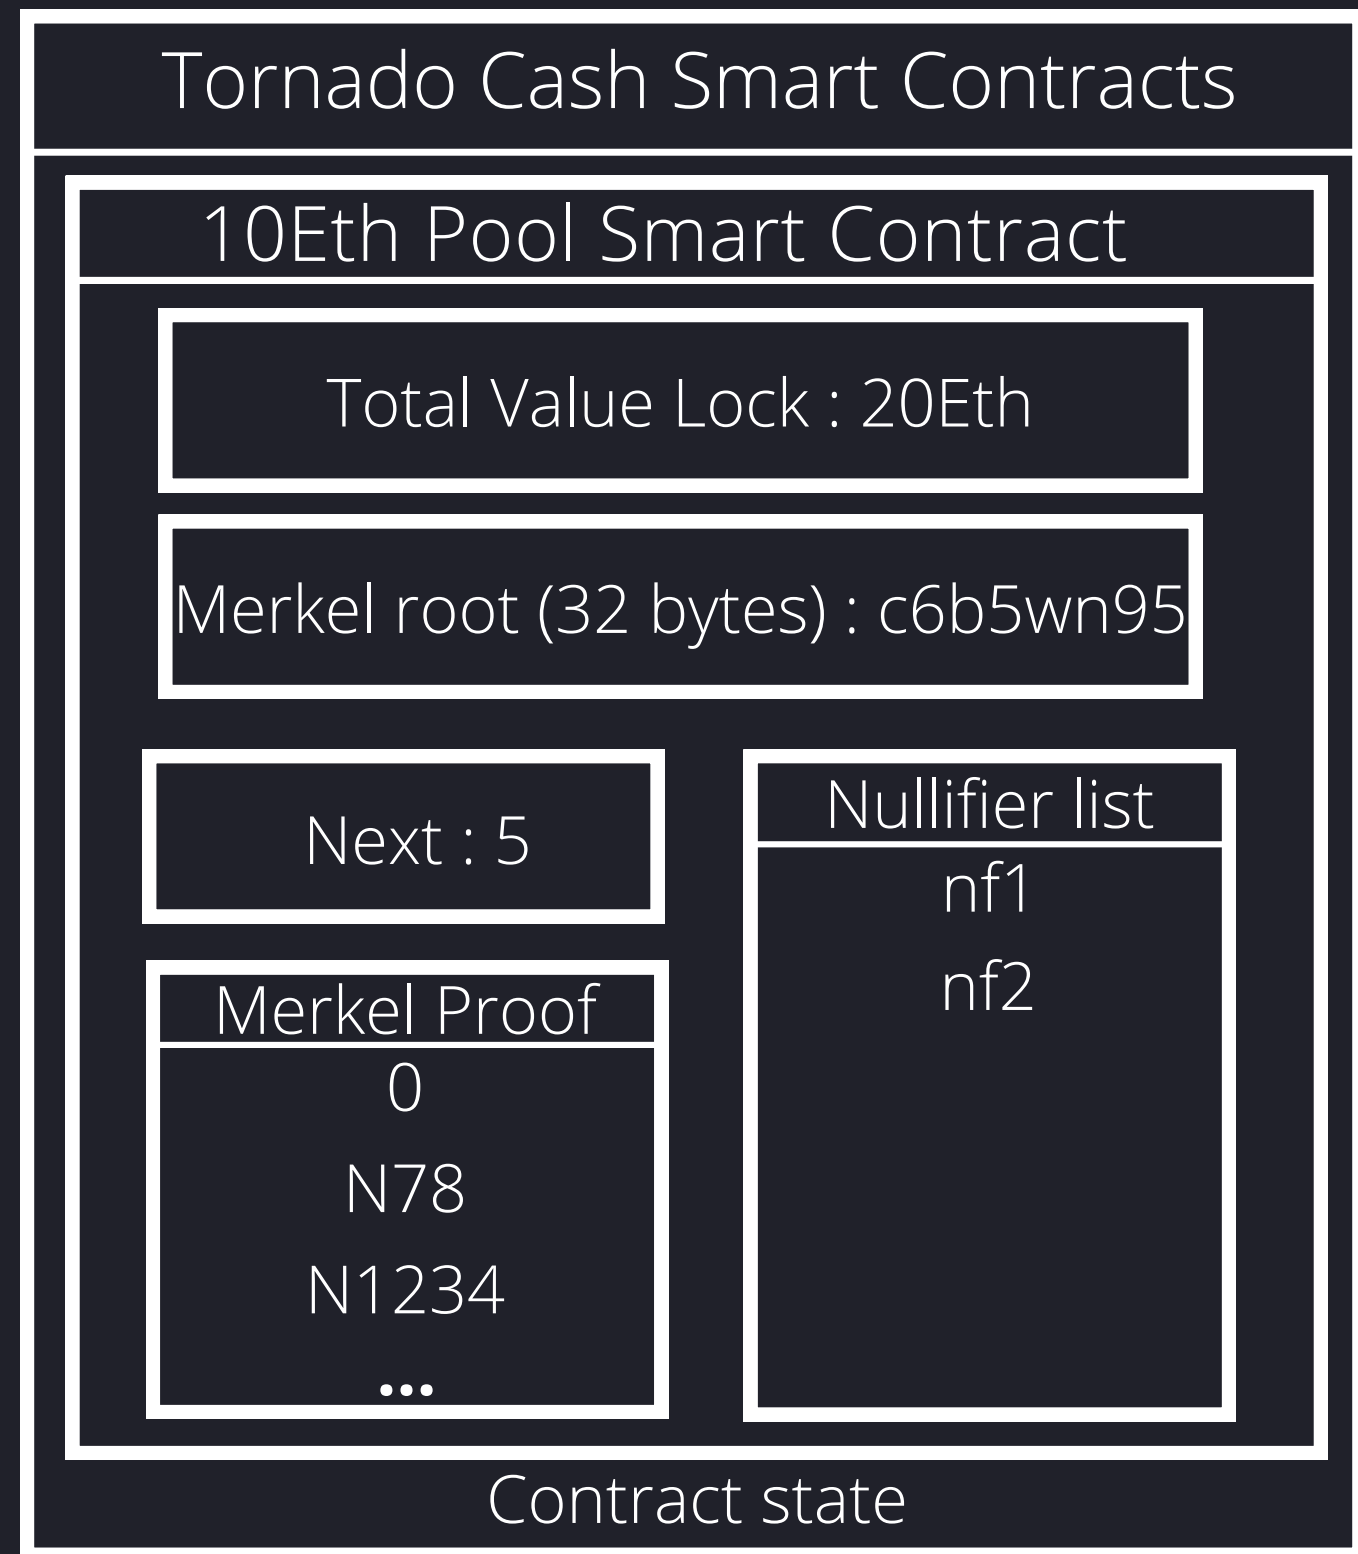 Tornado Cash Smart Contracts
10Eth Pool Smart Contract
Total Value Lock : 20Eth
Merkel root (32 bytes) : c6b5wn95
Next : 5
Merkel Proof
0
N78
N1234
...
Nullifier list
nf1
nf2
Contract state